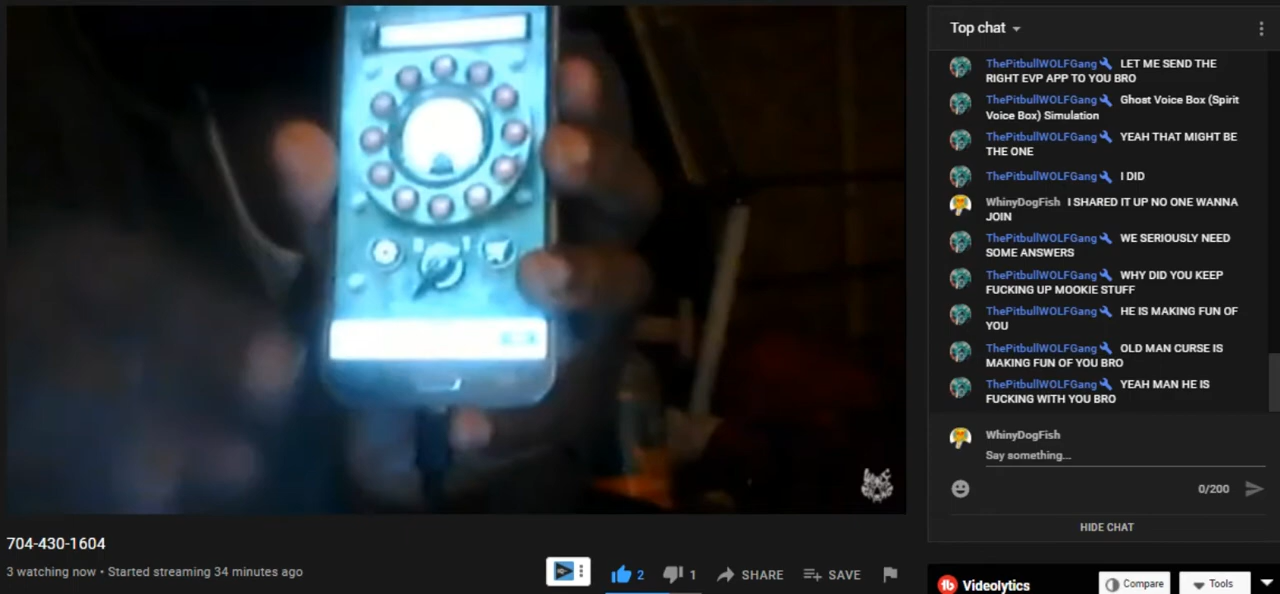 Top chat
ThePitbullWOLFGang LET ME SEND THE
RIGHT EVP APP TO YOU BRO
ThePitbullWOLFGang Ghost Voice Box (Spirit
Voice Box) Simulation
ThePitbullWOLFGang YEAH THAT MIGHT BE
THE ONE
ThePitbullWOLFGang I DID
WhinyDogFish I SHARED IT UP NO ONE WANNA
JOIN
ThePitbullWOLFGang WE SERIOUSLY NEED
SOME ANSWERS
ThePitbullWOLFGang WHY DID YOU KEEP
FUCKING UP MOOKIE STUFF
ThePitbullWOLFGang HE IS MAKING FUN OF
YOU
ThePitbullWOLFGang OLD MAN CURSE IS
MAKING FUN OF YOU BRO
ThePitbullWOLFGang YEAH MAN HE IS
FUCKING WITH YOU BRO
WhinyDogFish
Say something...
0/200
HIDE CHAT
704-430-1604
3 watching now • Started streaming 34 minutes ago
2
1
SHARE
SAVE
Videolytics
Compare
Tools